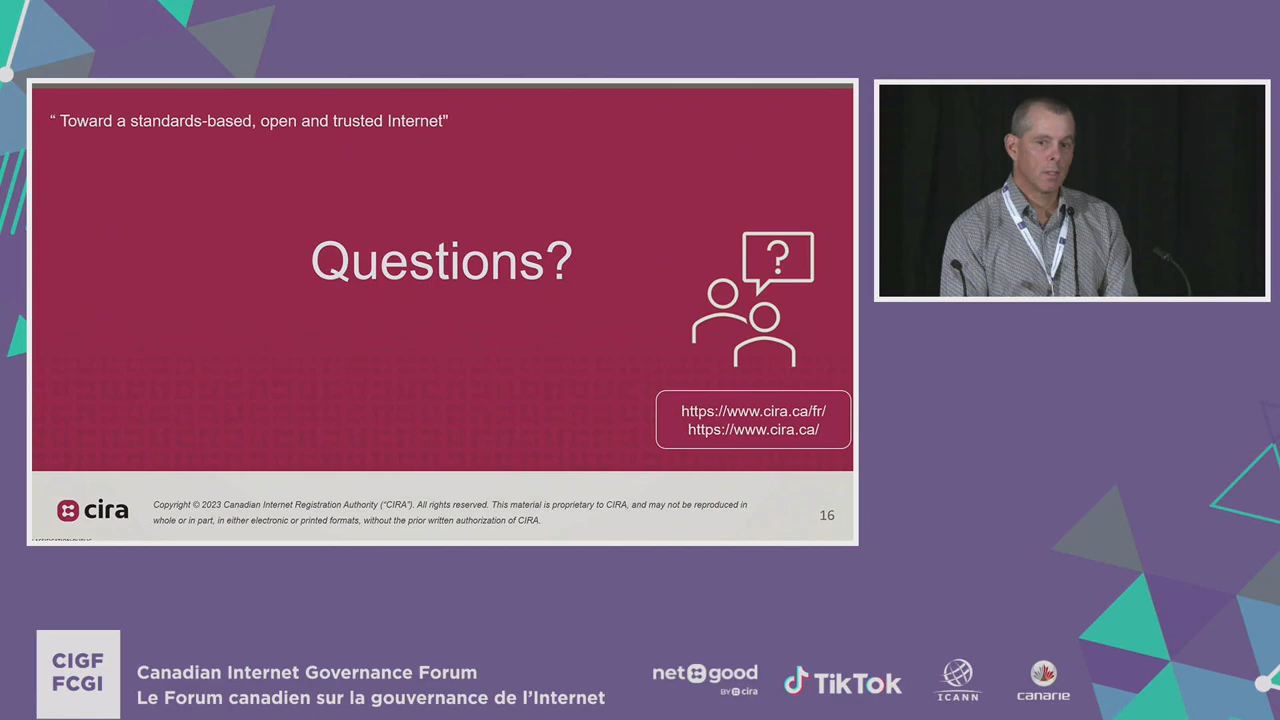 “ Toward a standards-based, open and trusted Internet"
Questions?
?
https://www.cira.ca/fr/
https://www.cira.ca/
cira
Copyright © 2023 Canadian Internet Registration Authority (“CIRA”). All rights reserved. This material is proprietary to CIRA, and may not be reproduced in
whole or in part, in either electronic or printed formats, without the prior written authorization of CIRA.
16
CIGF
FCGI
Canadian Internet Governance Forum
Le Forum canadien sur la gouvernance de l’Internet
net good
BY cira
TikTok
ICANN
canarie